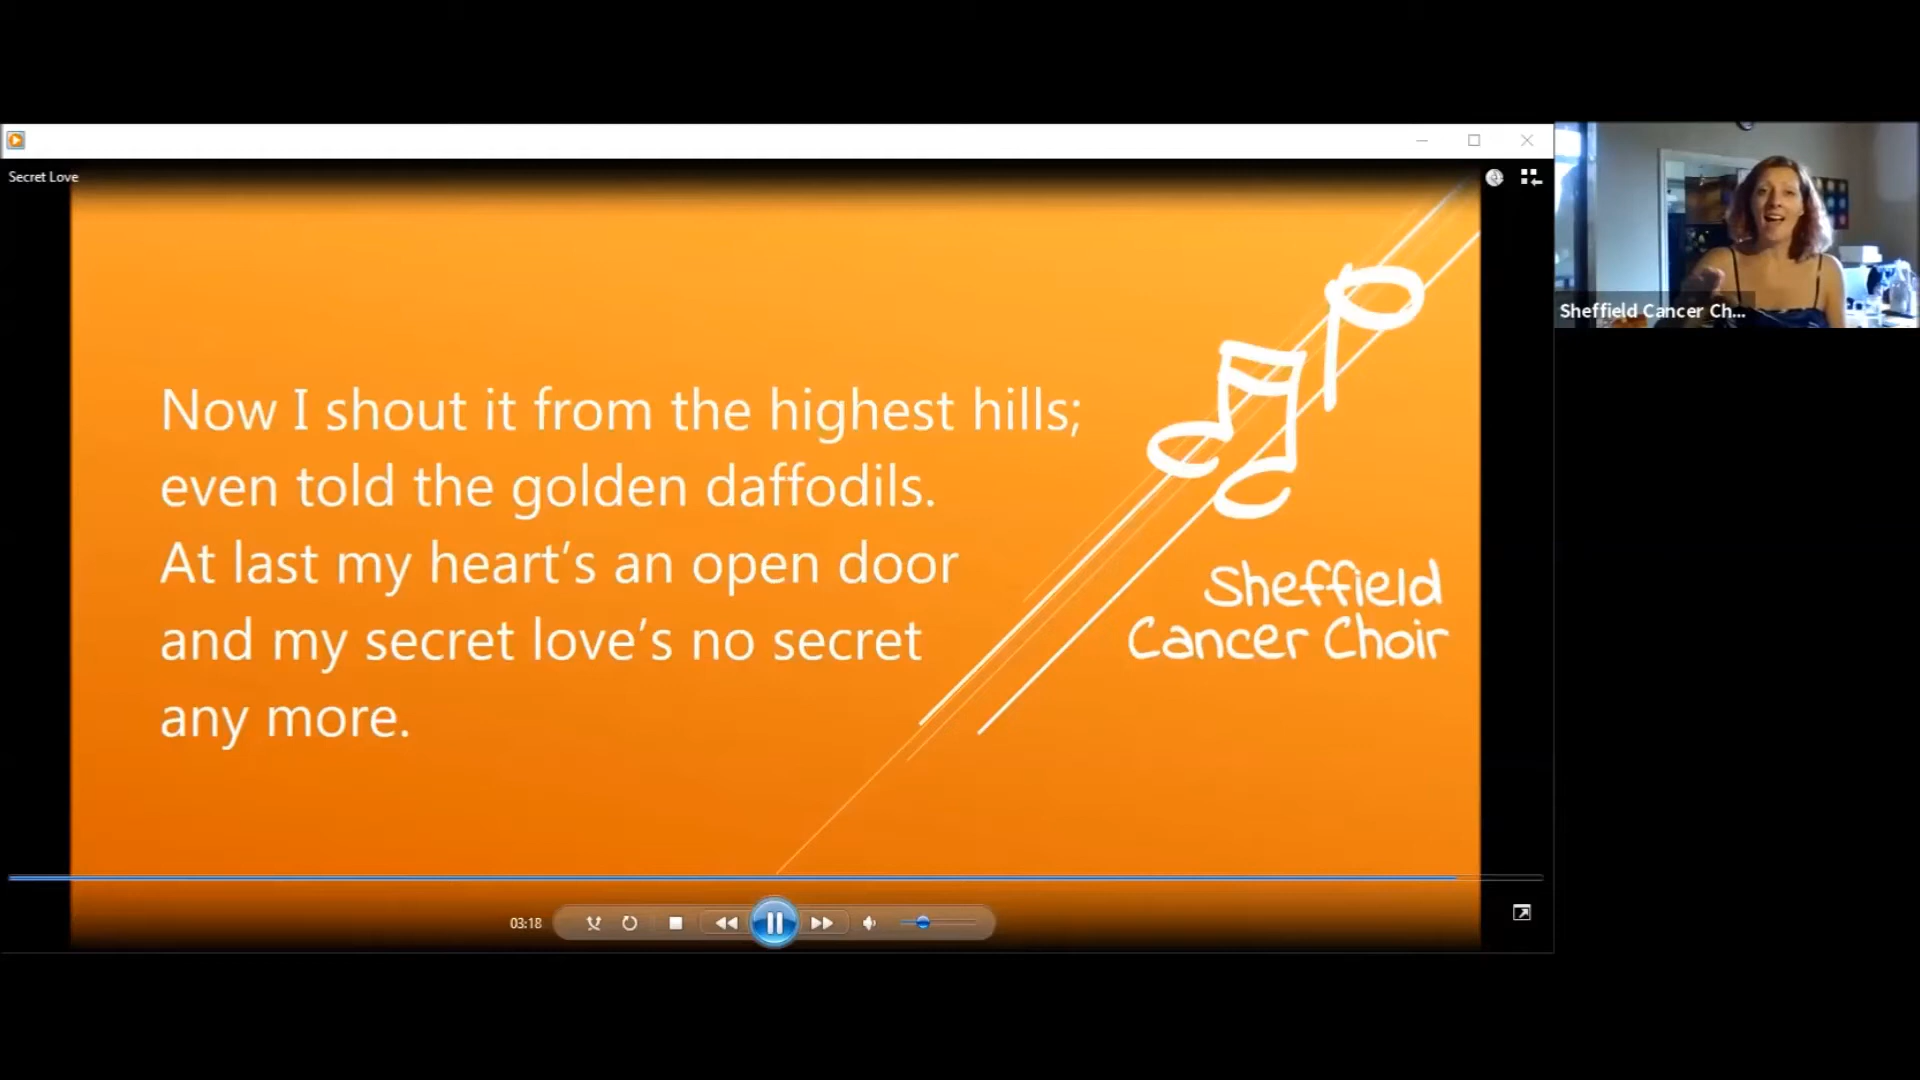 Secret Love
Sheffield Cancer Ch...
Now I shout it from the highest hills;
even told the golden daffodils.
At last my heart’s an open door
and my secret love’s no secret
any more.
Sheffield
Cancer Choir
03:18